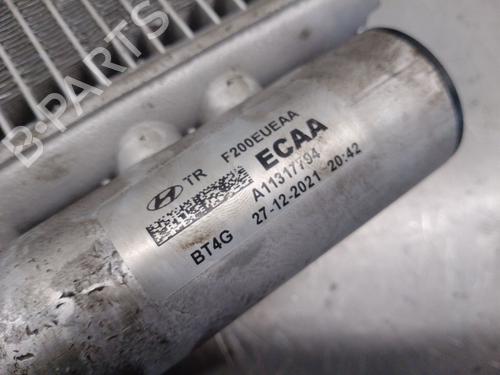 TR F200EUEAA
ECAA
A11317794
BT4G 27-12-2021 20:42
B-PARTS